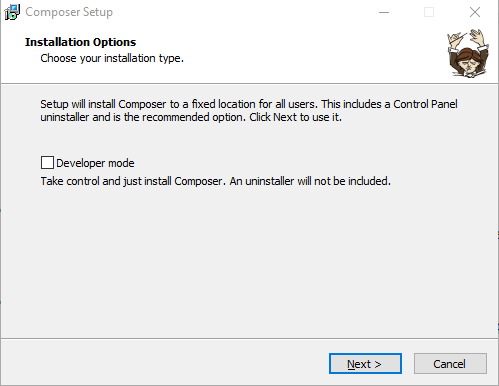 Composer Setup
Installation Options
Choose your installation type.
Setup will install Composer to a fixed location for all users. This includes a Control Panel
uninstaller and is the recommended option. Click Next to use it.
Developer mode
Take control and just install Composer. An uninstaller will not be included.
Next >
Cancel